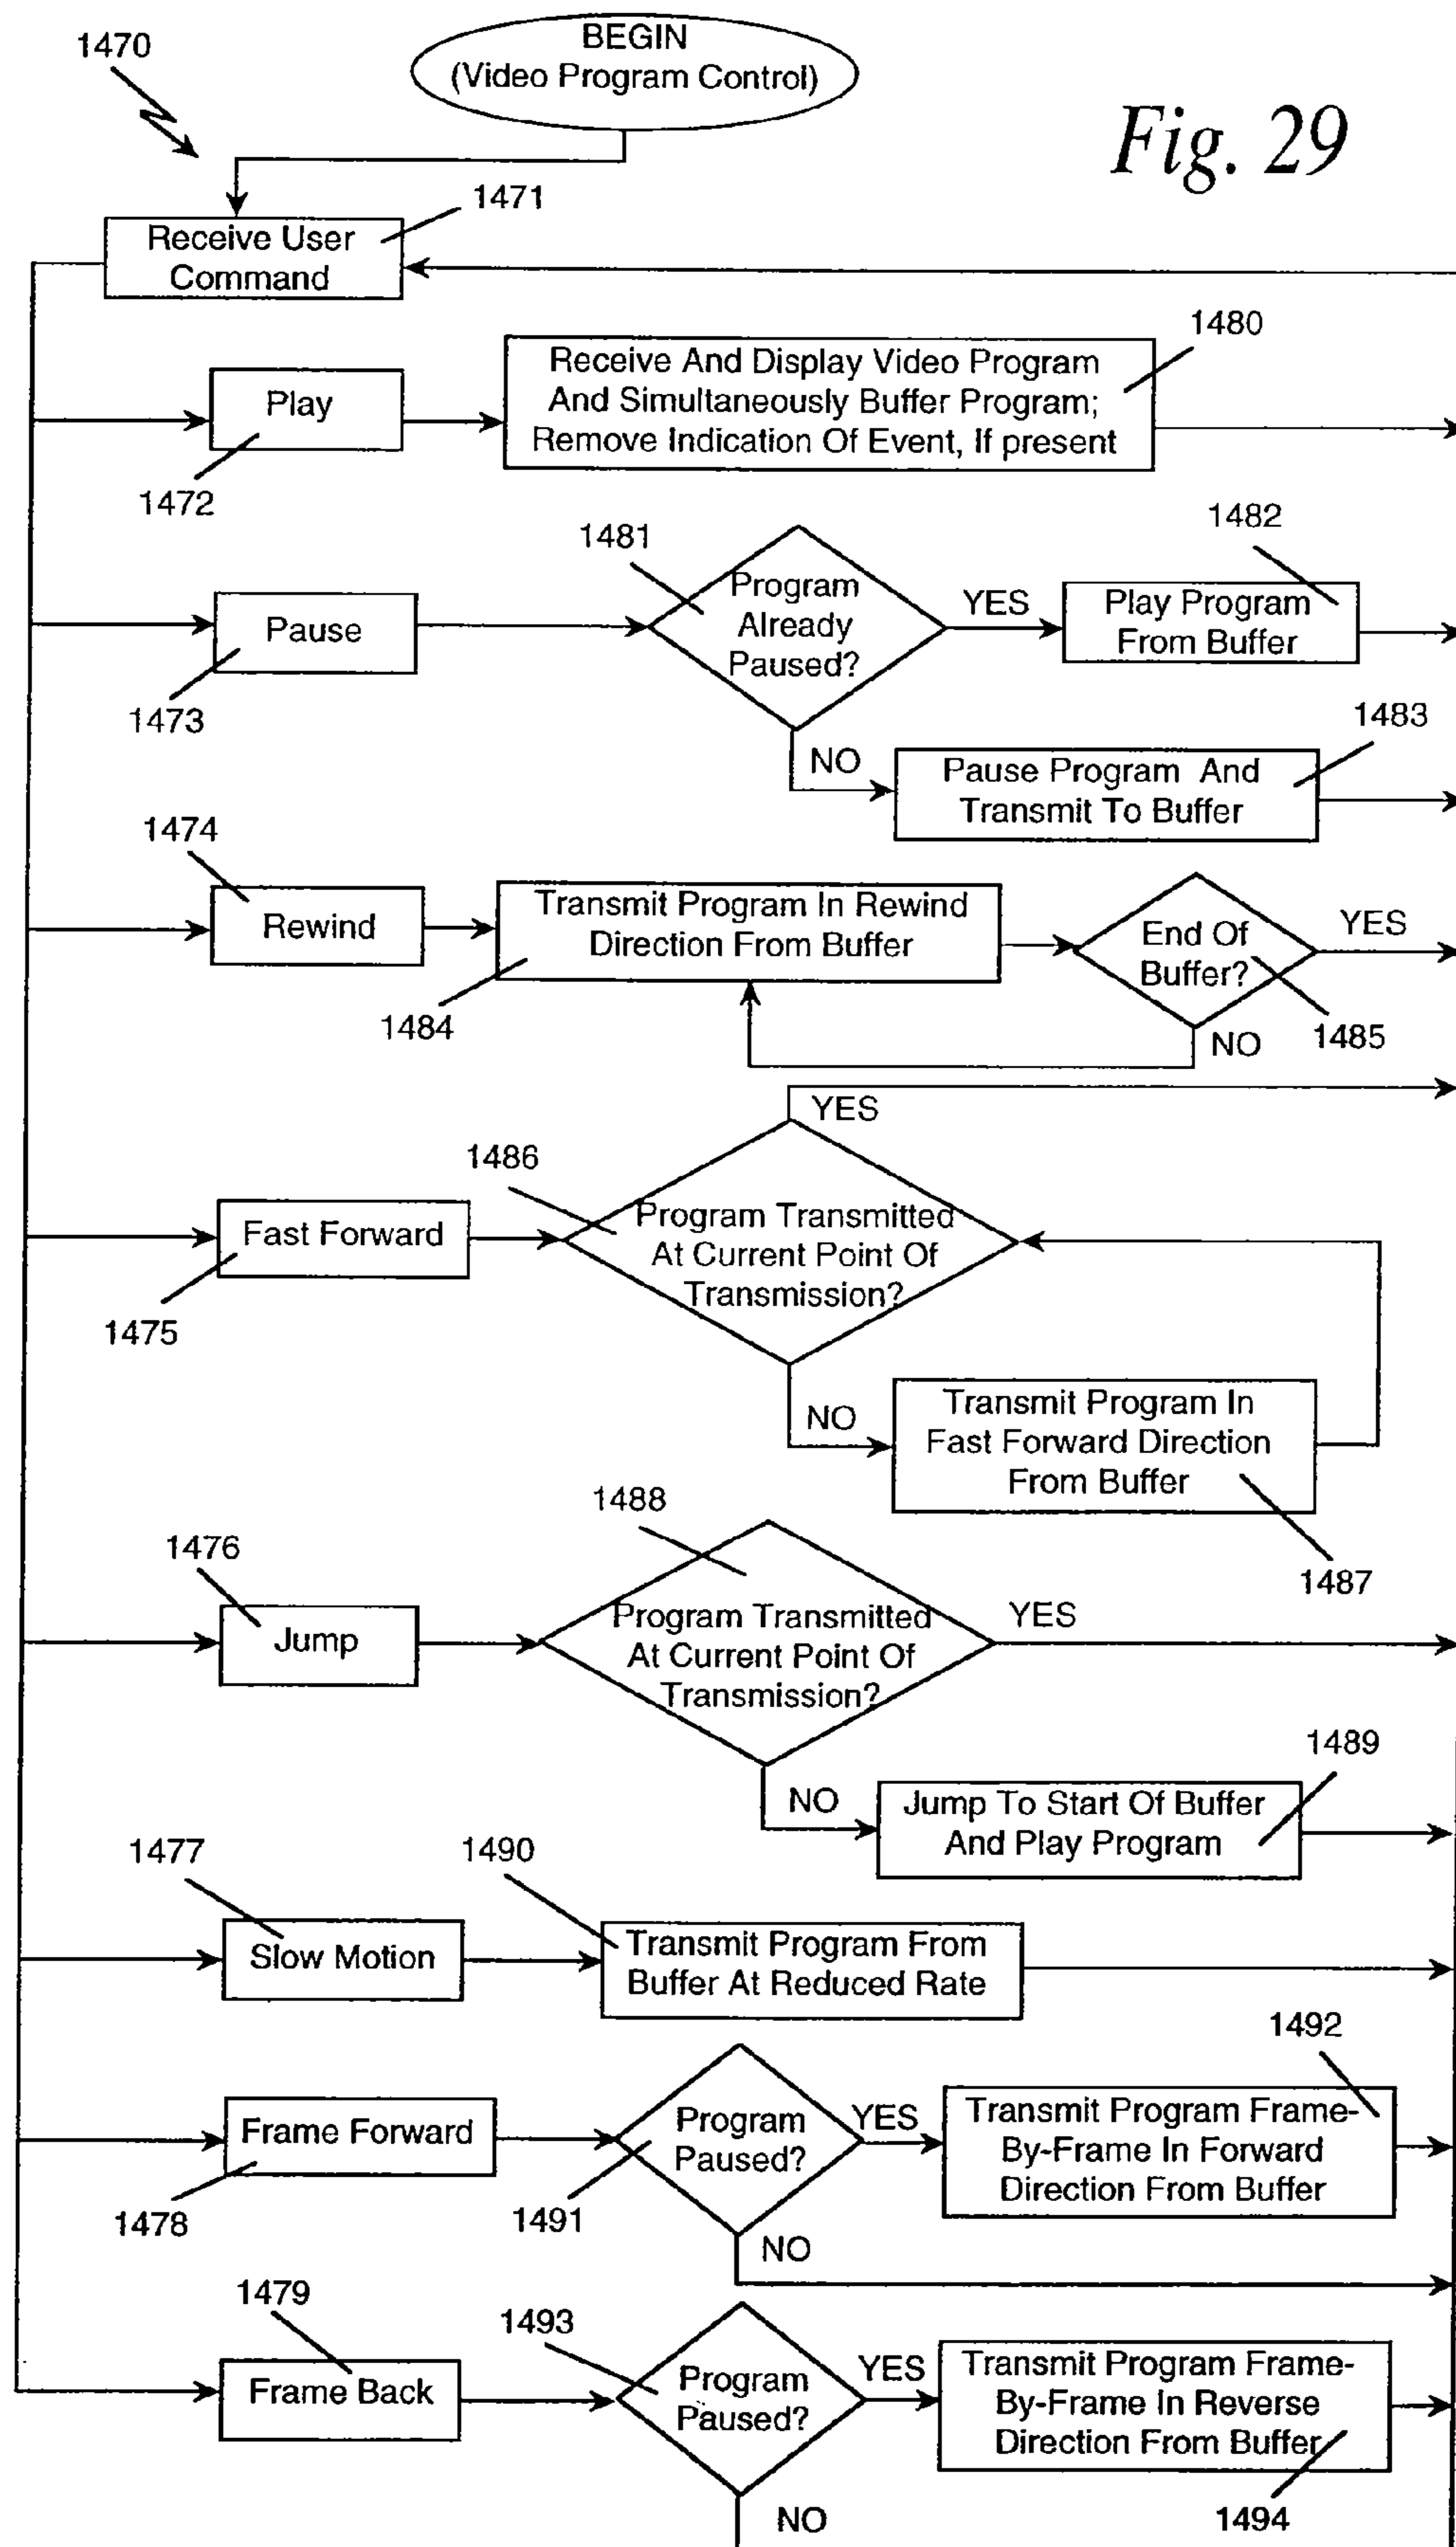 1470
BEGIN
(Video Program Control)
Fig. 29
1471
Receive User
Command
1480
Receive And Display Video Program
And Simultaneously Buffer Program;
Remove Indication Of Event, If present
Play
1472
1481
1482
Program
Already
Paused?
YES
Play Program
From Buffer
Pause
1473
1483
NO
Pause Program And
Transmit To Buffer
1474
Rewind
Transmit Program In Rewind
Direction From Buffer
End Of
Buffer?
YES
1484
1485
NO
YES
1486
Program Transmitted
At Current Point Of
Transmission?
Fast Forward
1475
NO
Transmit Program In
Fast Forward Direction
From Buffer
1488
1487
1476
Jump
Program Transmitted
At Current Point Of
Transmission?
YES
1489
NO
Jump To Start Of Buffer
And Play Program
1477
1490
Slow Motion
Transmit Program From
Buffer At Reduced Rate
1492
Frame Forward
Program
Paused?
YES
Transmit Program Frame-
By-Frame In Forward
Direction From Buffer
1478
1491
NO
1479
1493
Frame Back
Program
Paused?
YES
Transmit Program Frame-
By-Frame In Reverse
Direction From Buffer
NO
1494